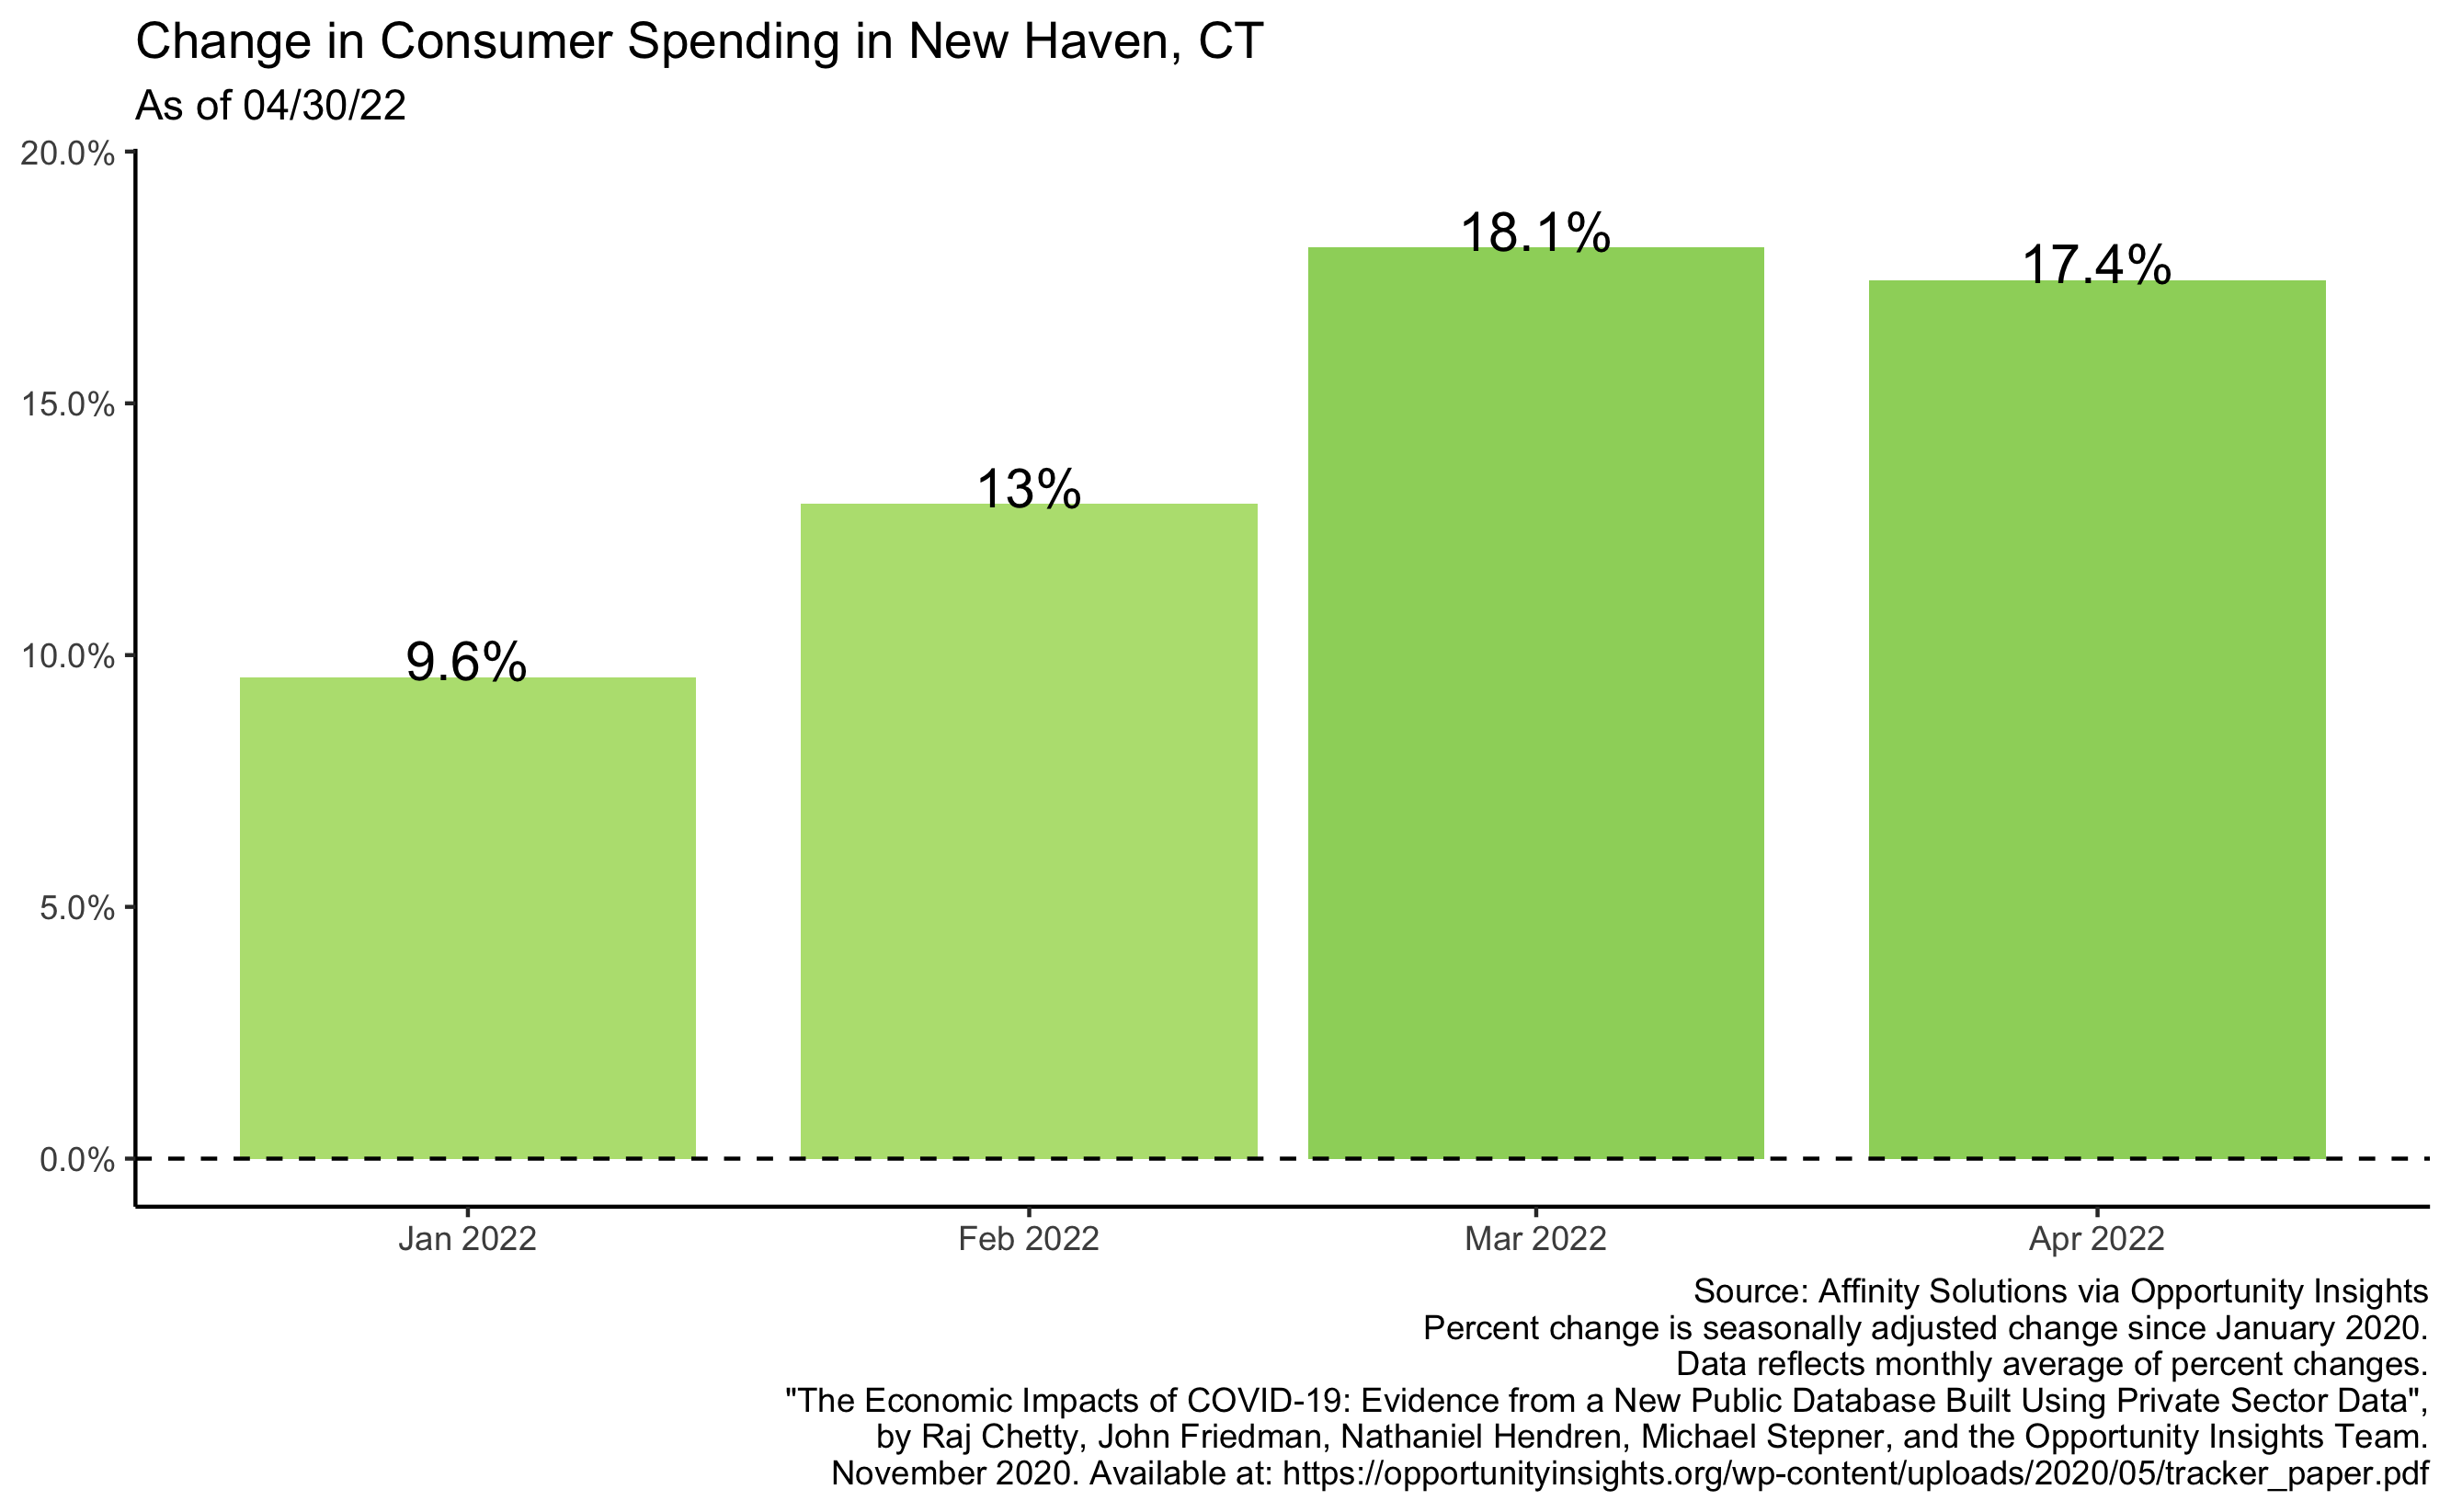 Change in Consumer Spending in New Haven, CT
As of 04/30/22
20.0%
15.0%
10.0%
5.0%
0.0%
9.6%
13%
18.1%
17.4%
Jan 2022
Feb 2022
Mar 2022
Apr 2022
Source: Affinity Solutions via Opportunity Insights
Percent change is seasonally adjusted change since January 2020.
Data reflects monthly average of percent changes.
"The Economic Impacts of COVID-19: Evidence from a New Public Database Built Using Private Sector Data",
by Raj Chetty, John Friedman, Nathaniel Hendren, Michael Stepner, and the Opportunity Insights Team.
November 2020. Available at: https://opportunityinsights.org/wp-content/uploads/2020/05/tracker_paper.pdf